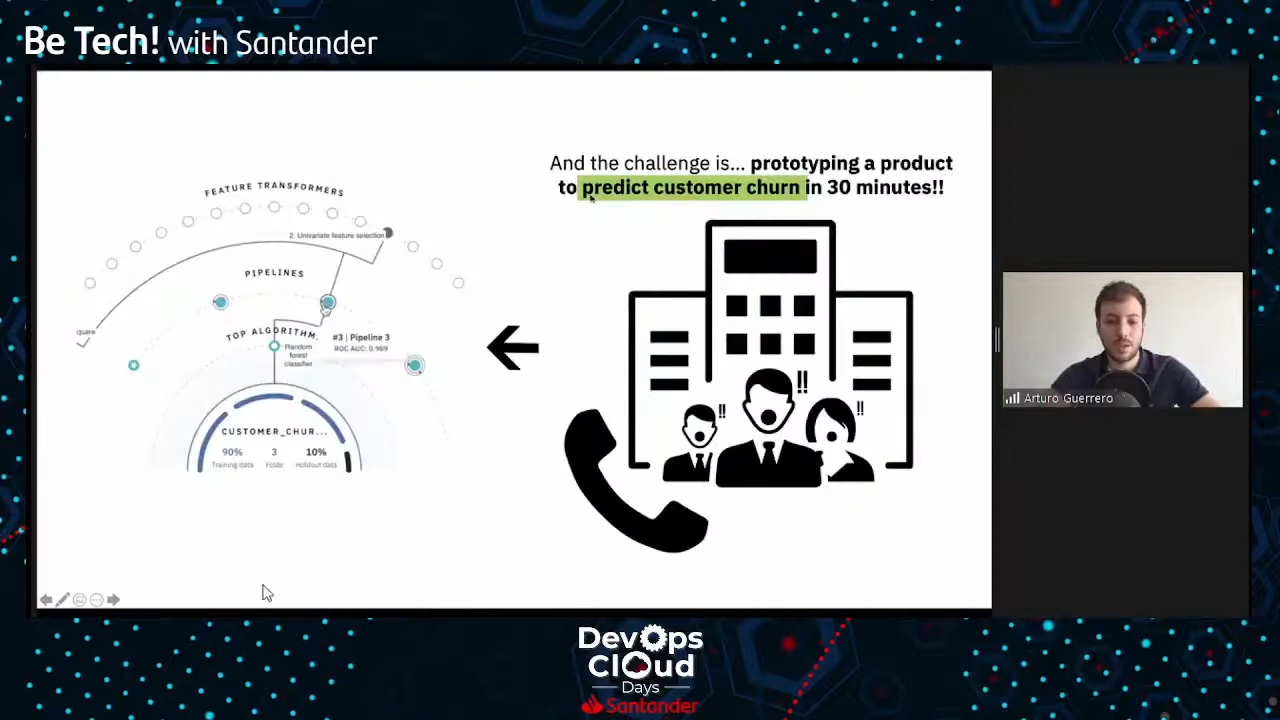 Be Tech! with Santander
And the challenge is... prototyping a product
to predict customer churn in 30 minutes!!
FEATURE TRANSFORMERS
2. Univariate feature selection
PIPELINES
quare
TOP ALGORITHM.
#3 | Pipeline 3
ROC AUC: 0.989
Random
forest
classifier
CUSTOMER_CHUR...
90%
Training data
3
Folds
10%
Holdout data
!!
!!
!!
Arturo Guerrero
DevOps
Cloud
Days
Santander